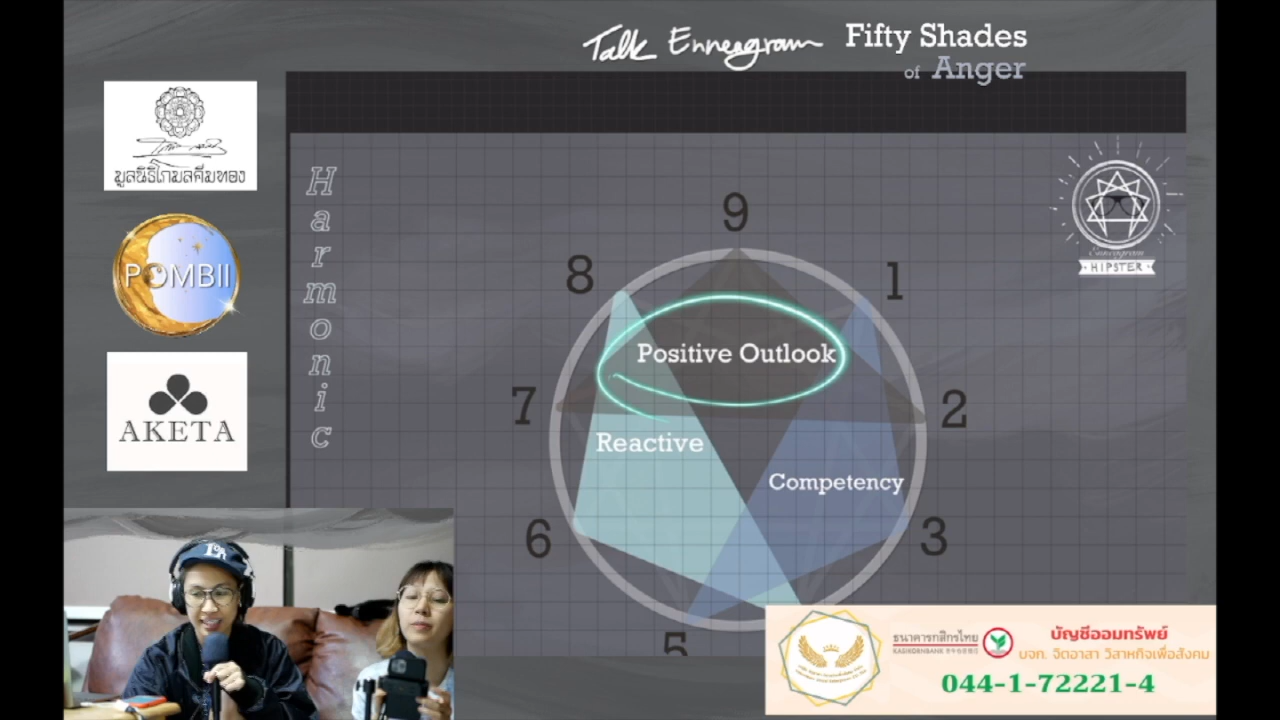 Talk Enneagram
Fifty Shades
of Anger
มูลนิธิโกมลคีมทอง
POMBII
AKETA
Harmonic
HIPSTER
9
8
1
Positive Outlook
7
2
Reactive
Competency
6
3
5
ธนาคารกสิกรไทย
KASIKORNBANK
บัญชีออมทรัพย์
บจก. จิตอาสา วิสาหกิจเพื่อสังคม
044-1-72221-4